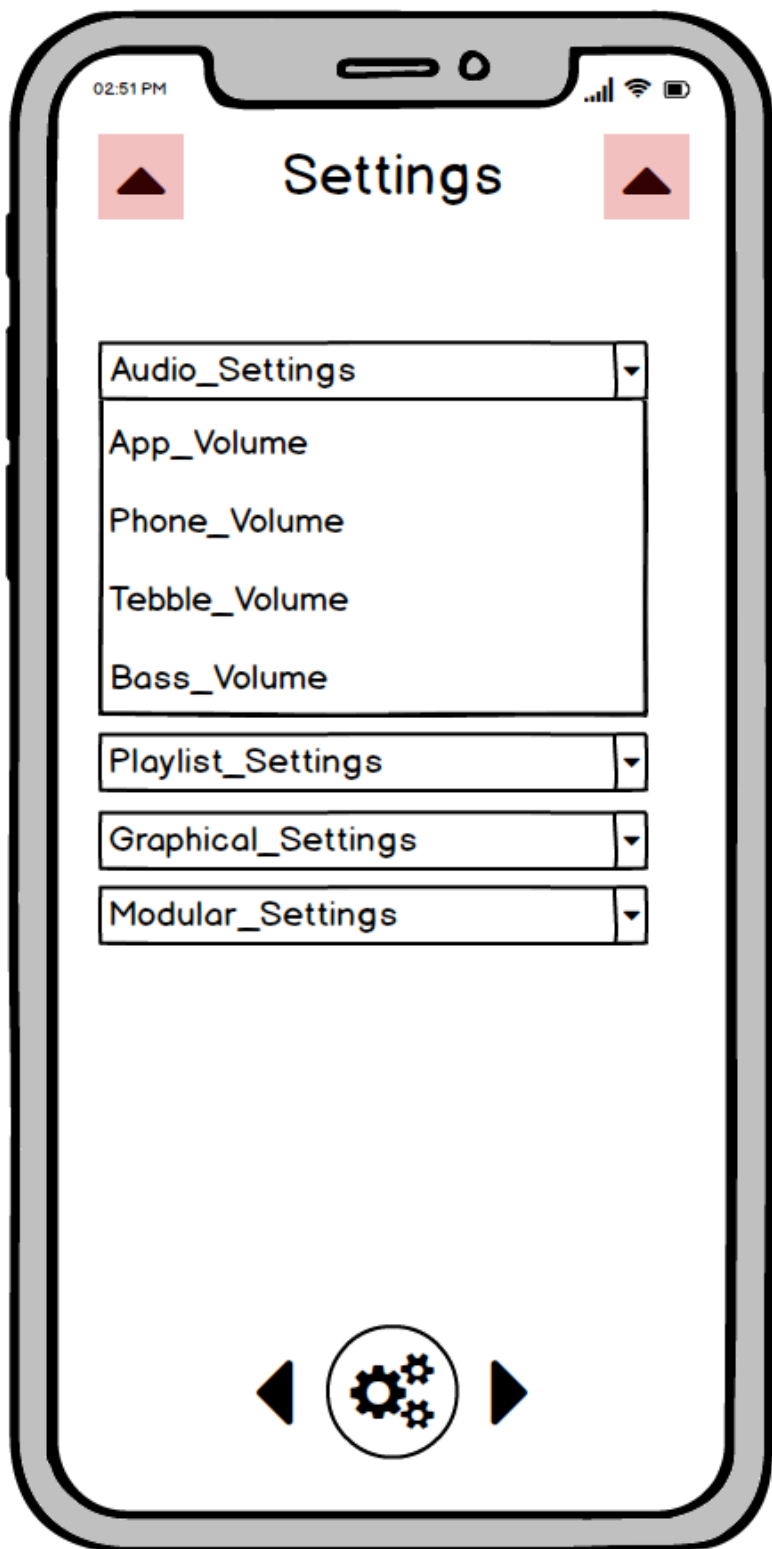 02:51 PM
Settings
Audio_Settings
App_Volume
Phone_Volume
Tebble_Volume
Bass_Volume
Playlist_Settings
Graphical_Settings
Modular_Settings